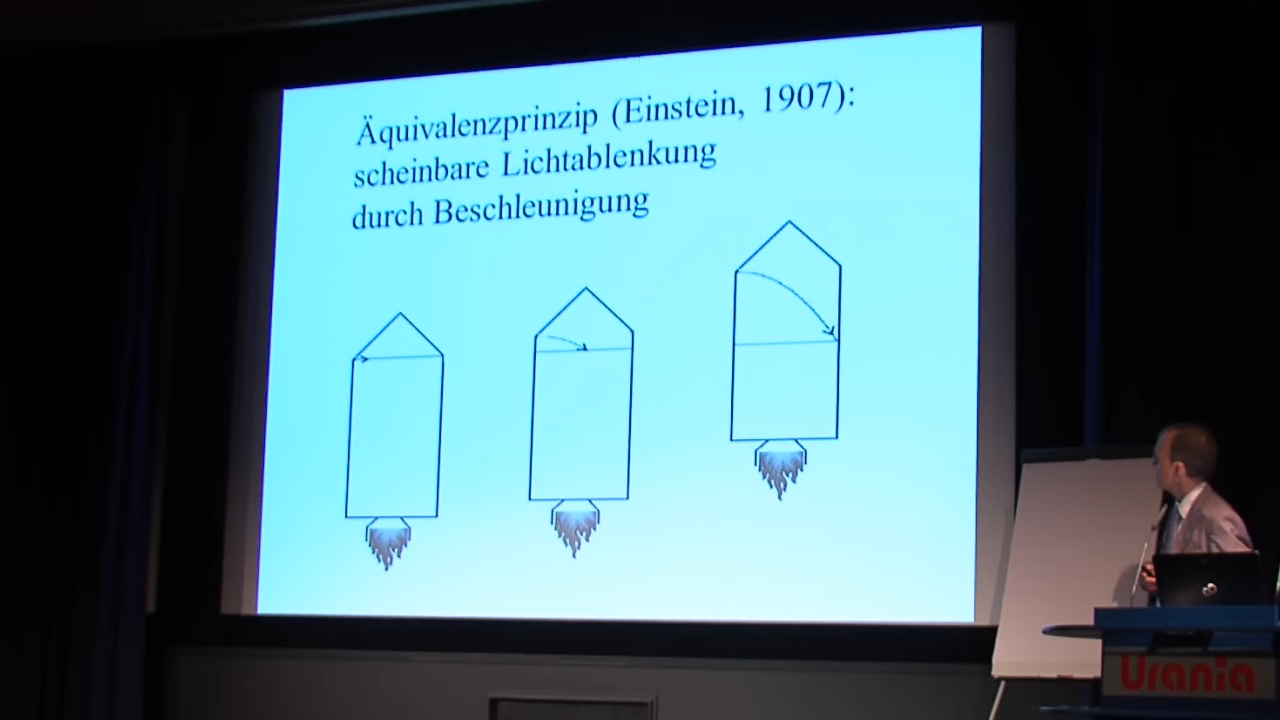 Äquivalenzprinzip (Einstein, 1907):
scheinbare Lichtablenkung
durch Beschleunigung
Urania